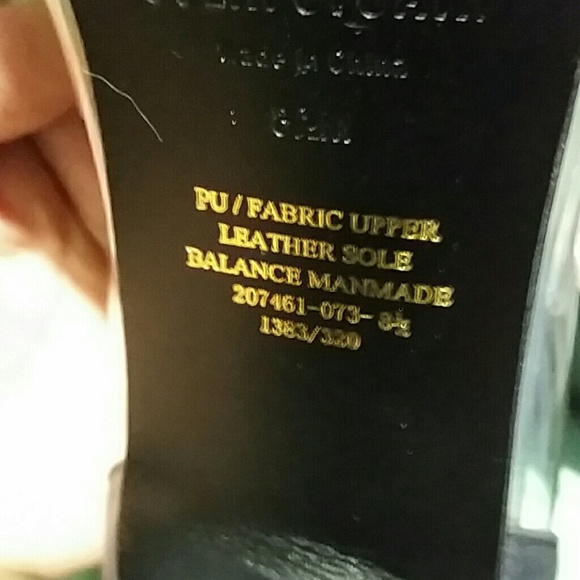 Made in China
PU / FABRIC UPPER
LEATHER SOLE
BALANCE MANMADE
207461-073- 8½
1383/320